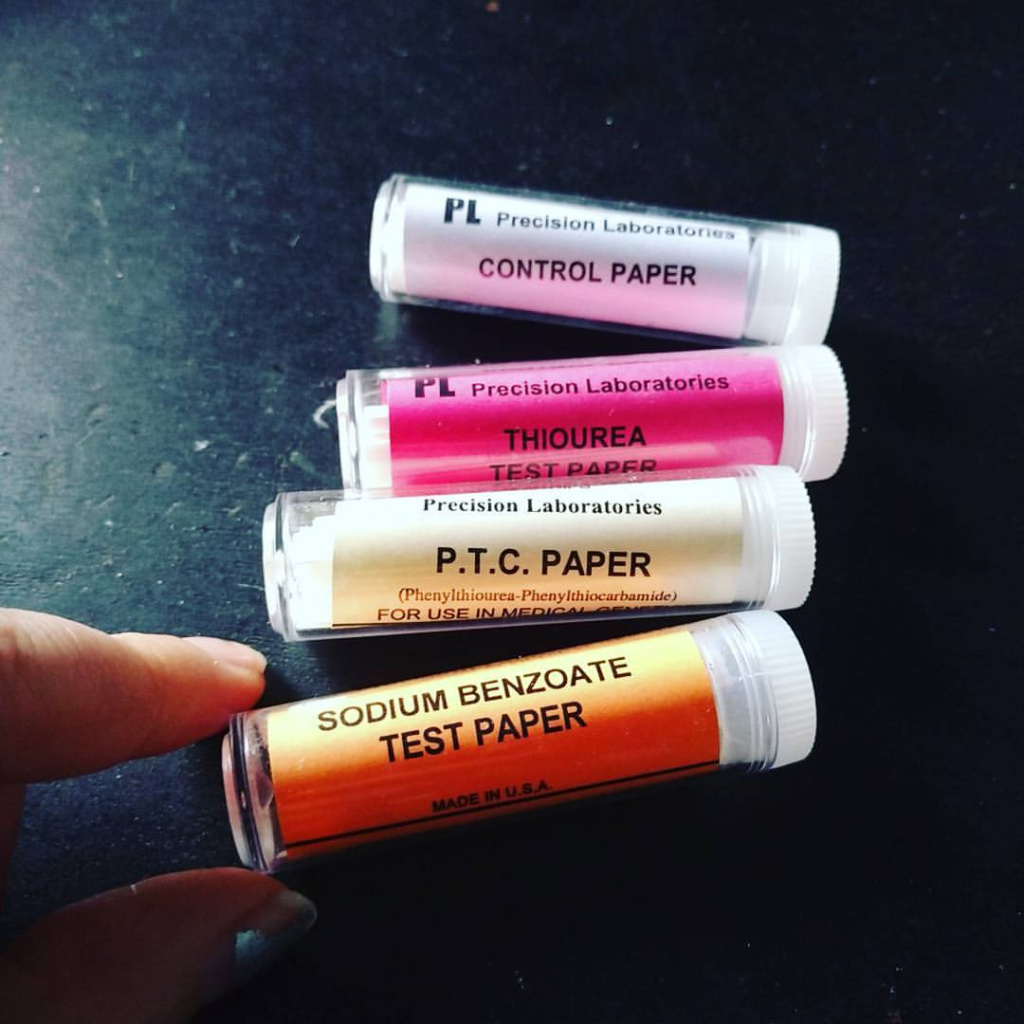 PL Precision Laboratories
CONTROL PAPER
PL Precision Laboratories
THIOUREA
TEST PAPER
Precision Laboratories
P.T.C. PAPER
(Phenylthiourea-Phenylthiocarbamide)
FOR USE IN MEDICAL
SODIUM BENZOATE
TEST PAPER
MADE IN U.S.A.